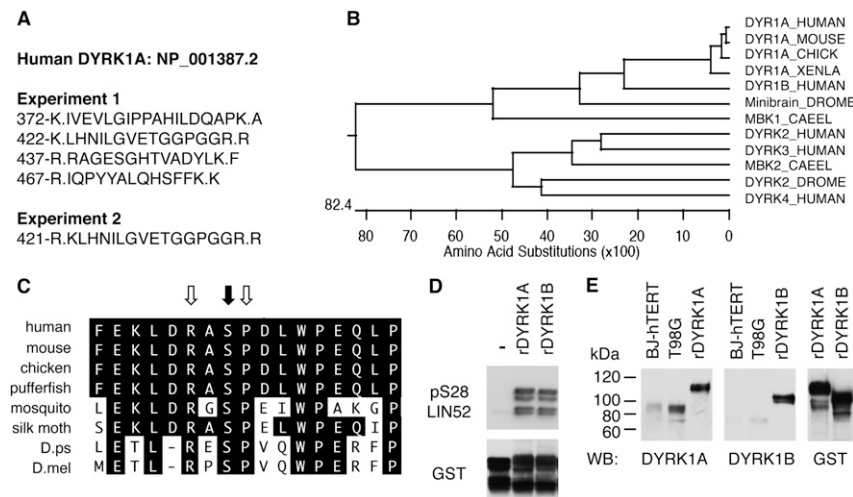 A
Human DYRK1A: NP_001387.2
Experiment 1
372-K.IVEVLGIPPAHILDQAPK.A
422-K.LHNILGVETGGPGGR.R
437-R.RAGESGHTVADYLK.F
467-R.IQPYYALQHSFFK.K
Experiment 2
421-R.KLHNILGVETGGPGGR.R
B
DYR1A_HUMAN
DYR1A_MOUSE
DYR1A_CHICK
DYR1A_XENLA
DYR1B_HUMAN
Minibrain_DROME
MBK1_CAEEL
DYRK2_HUMAN
DYRK3_HUMAN
MBK2_CAEEL
DYRK2_DROME
DYRK4_HUMAN
82.4
80 70 60 50 40 30 20 10 0
Amino Acid Substitutions (x100)
C
human F E K L D R A S P D L W P E Q L P
mouse F E K L D R A S P D L W P E Q L P
chicken F E K L D R A S P D L W P E Q L P
pufferfish F E K L D R A S P D L W P E Q L P
mosquito L E K L D R G S P E I W P A K G P
silk moth S E K L D R A S P E L W P E Q I P
D.ps L E T L - R E S P V Q W P E R F P
D.mel M E T L - R P S P V Q W P E R F P
D
- rDYRK1A rDYRK1B
pS28
LIN52
GST
E
BJ-hTERT T98G rDYRK1A BJ-hTERT T98G rDYRK1B rDYRK1A rDYRK1B
kDa
120
100
80
60
WB: DYRK1A DYRK1B GST